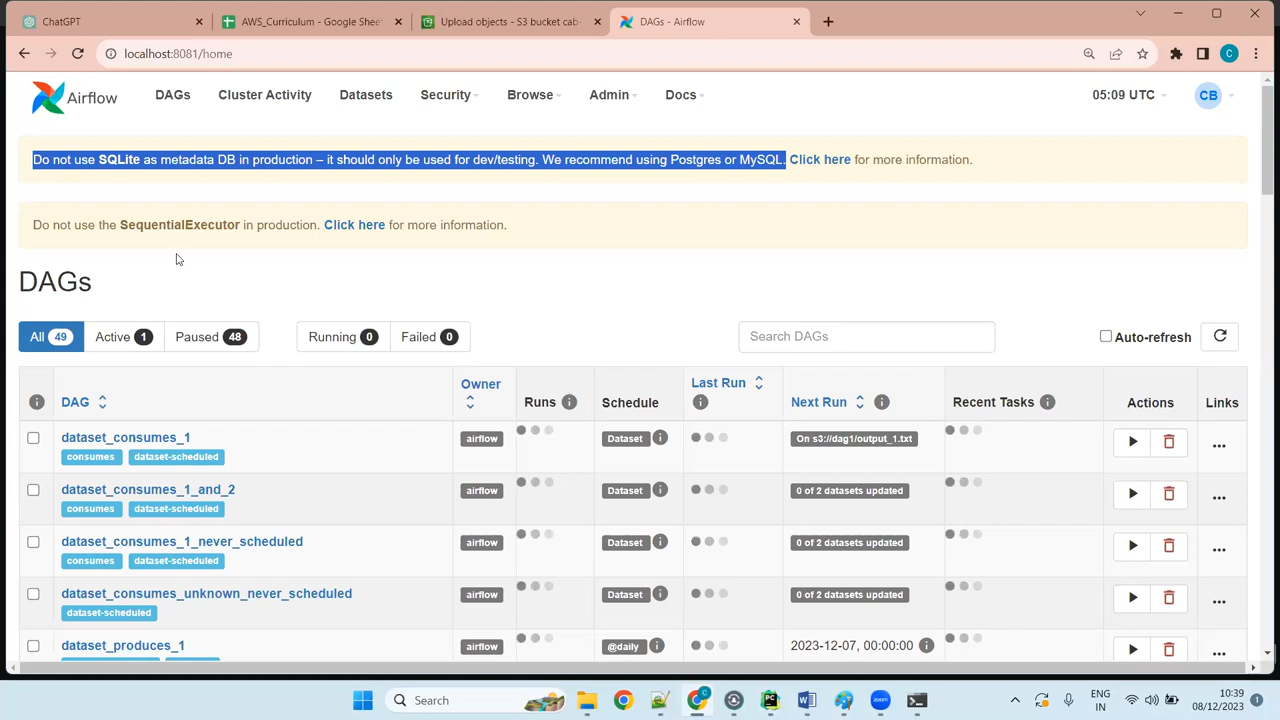 ChatGPT
AWS_Curriculum - Google Sheet
Upload objects - S3 bucket cab-
DAGs - Airflow
localhost:8081/home
C
Airflow
DAGs
Cluster Activity
Datasets
Security
Browse
Admin
Docs
05:09 UTC
CB
Do not use SQLite as metadata DB in production – it should only be used for dev/testing. We recommend using Postgres or MySQL. Click here for more information.
Do not use the SequentialExecutor in production. Click here for more information.
DAGs
All 49
Active 1
Paused 48
Running 0
Failed 0
Search DAGs
Auto-refresh
DAG
Owner
Runs
Schedule
Last Run
Next Run
Recent Tasks
Actions
Links
dataset_consumes_1
consumes dataset-scheduled
airflow
Dataset
On s3://dag1/output_1.txt
dataset_consumes_1_and_2
consumes dataset-scheduled
airflow
Dataset
0 of 2 datasets updated
dataset_consumes_1_never_scheduled
consumes dataset-scheduled
airflow
Dataset
0 of 2 datasets updated
dataset_consumes_unknown_never_scheduled
dataset-scheduled
airflow
Dataset
0 of 2 datasets updated
dataset_produces_1
airflow
@daily
2023-12-07, 00:00:00
Search
PC
C
ENG
IN
10:39
08/12/2023
1